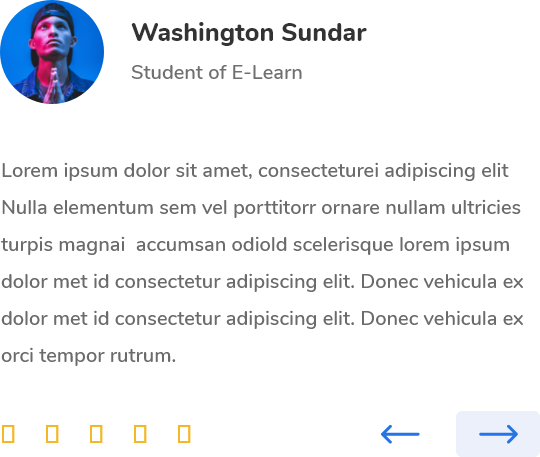 Washington Sundar
Student of E-Learn
Lorem ipsum dolor sit amet, consecteturei adipiscing elit
Nulla elementum sem vel porttitorr ornare nullam ultricies
turpis magnai  accumsan odiold scelerisque lorem ipsum
dolor met id consectetur adipiscing elit. Donec vehicula ex
dolor met id consectetur adipiscing elit. Donec vehicula ex
orci tempor rutrum.